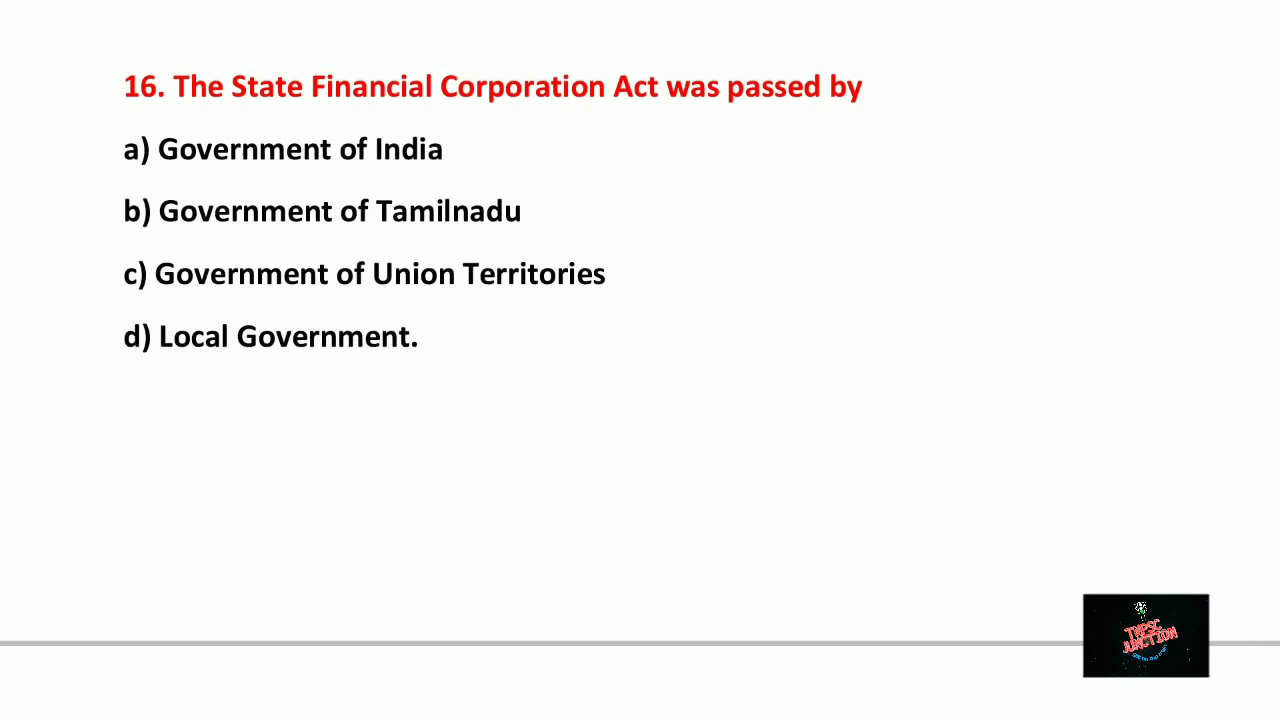 16. The State Financial Corporation Act was passed by
a) Government of India
b) Government of Tamilnadu
c) Government of Union Territories
d) Local Government.
TNPSC
JUNCTION